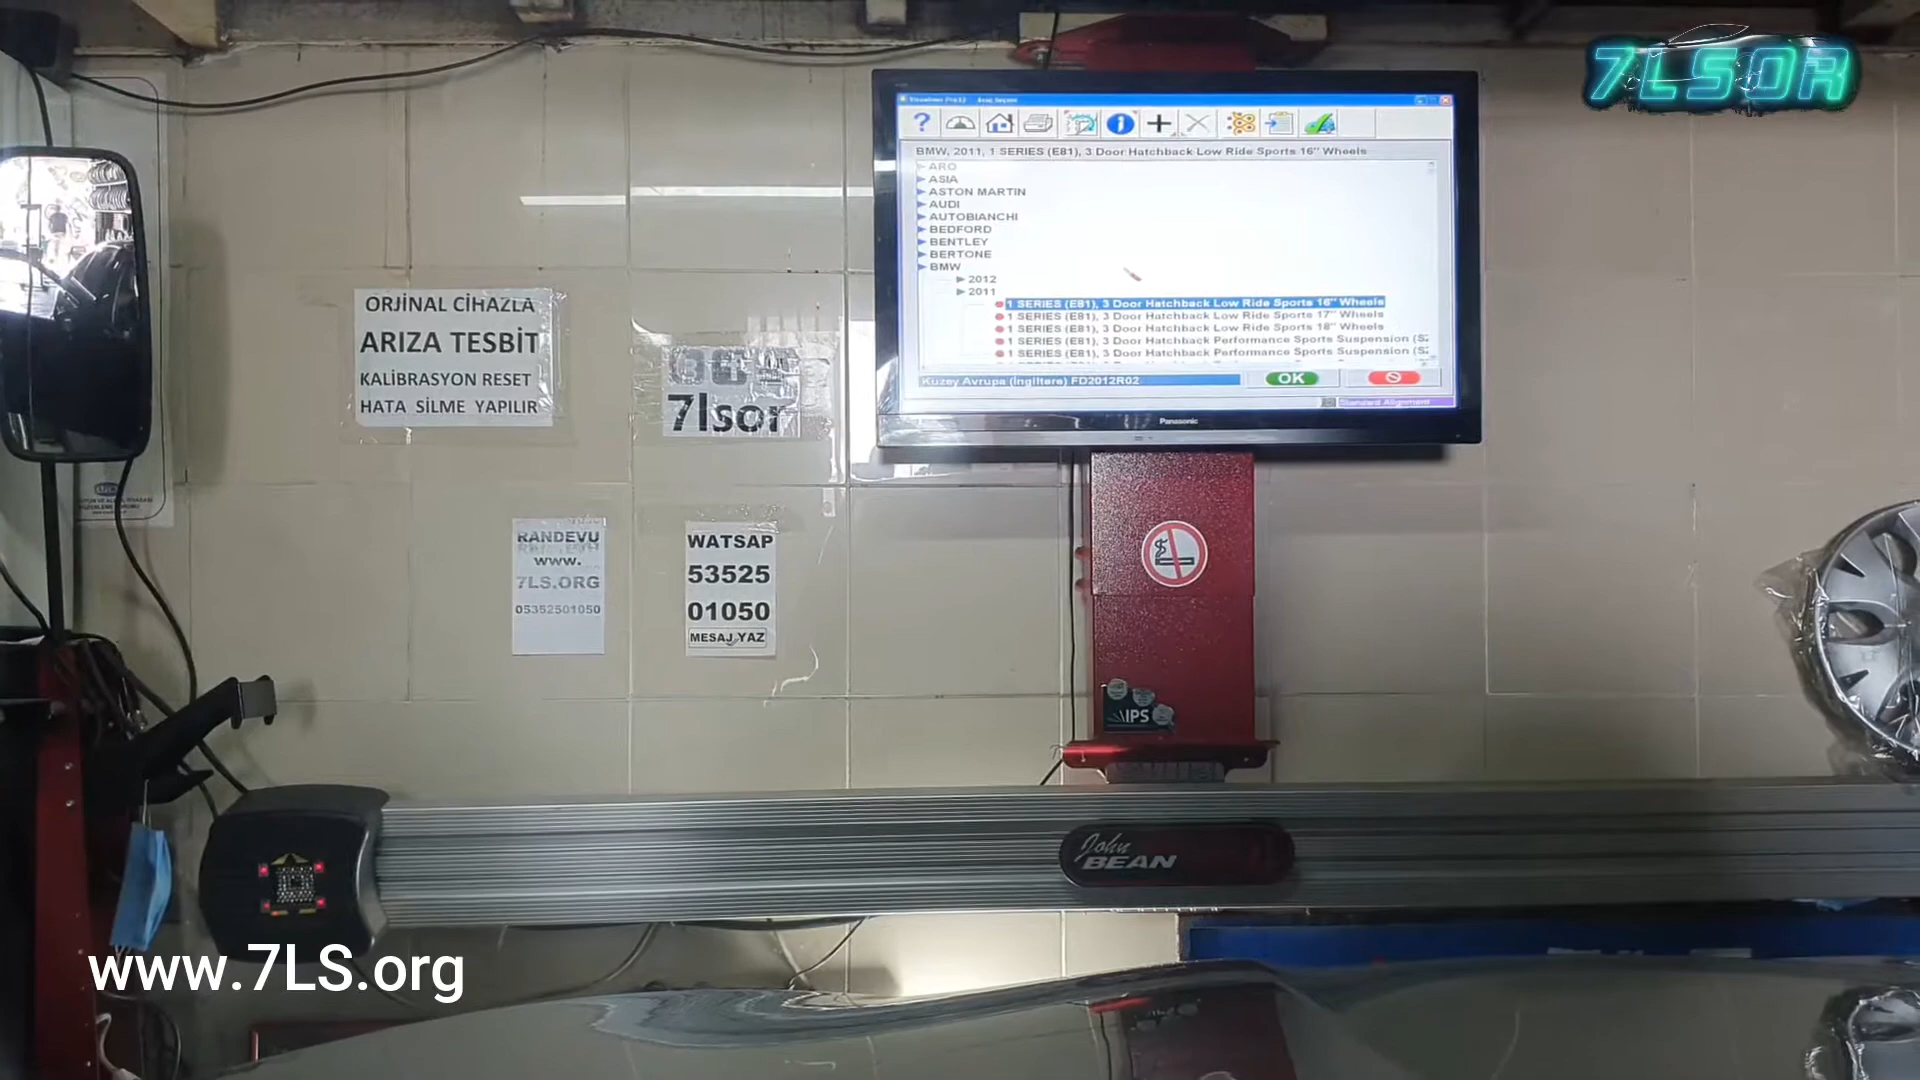 7LSOR
BMW, 2011, 1 SERIES (E81), 3 Door Hatchback Low Ride Sports 16" Wheels
ARO
ASIA
ASTON MARTIN
AUDI
AUTOBIANCHI
BEDFORD
BENTLEY
BERTONE
BMW
2012
2011
1 SERIES (E81), 3 Door Hatchback Low Ride Sports 16" Wheels
1 SERIES (E81), 3 Door Hatchback Low Ride Sports 17" Wheels
1 SERIES (E81), 3 Door Hatchback Low Ride Sports 18" Wheels
1 SERIES (E81), 3 Door Hatchback Performance Sports Suspension (S
1 SERIES (E81), 3 Door Hatchback Performance Sports Suspension (S
Kuzey Avrupa (İngiltere) FD2012R02
OK
Standard Alignment
Panasonic
ORJİNAL CİHAZLA
ARIZA TESBİT
KALİBRASYON RESET
HATA SİLME YAPILIR
7lsor
RANDEVU
www.
7LS.ORG
05352501050
WATSAP
53525
01050
MESAJ YAZ
IPS
John
BEAN
www.7LS.org